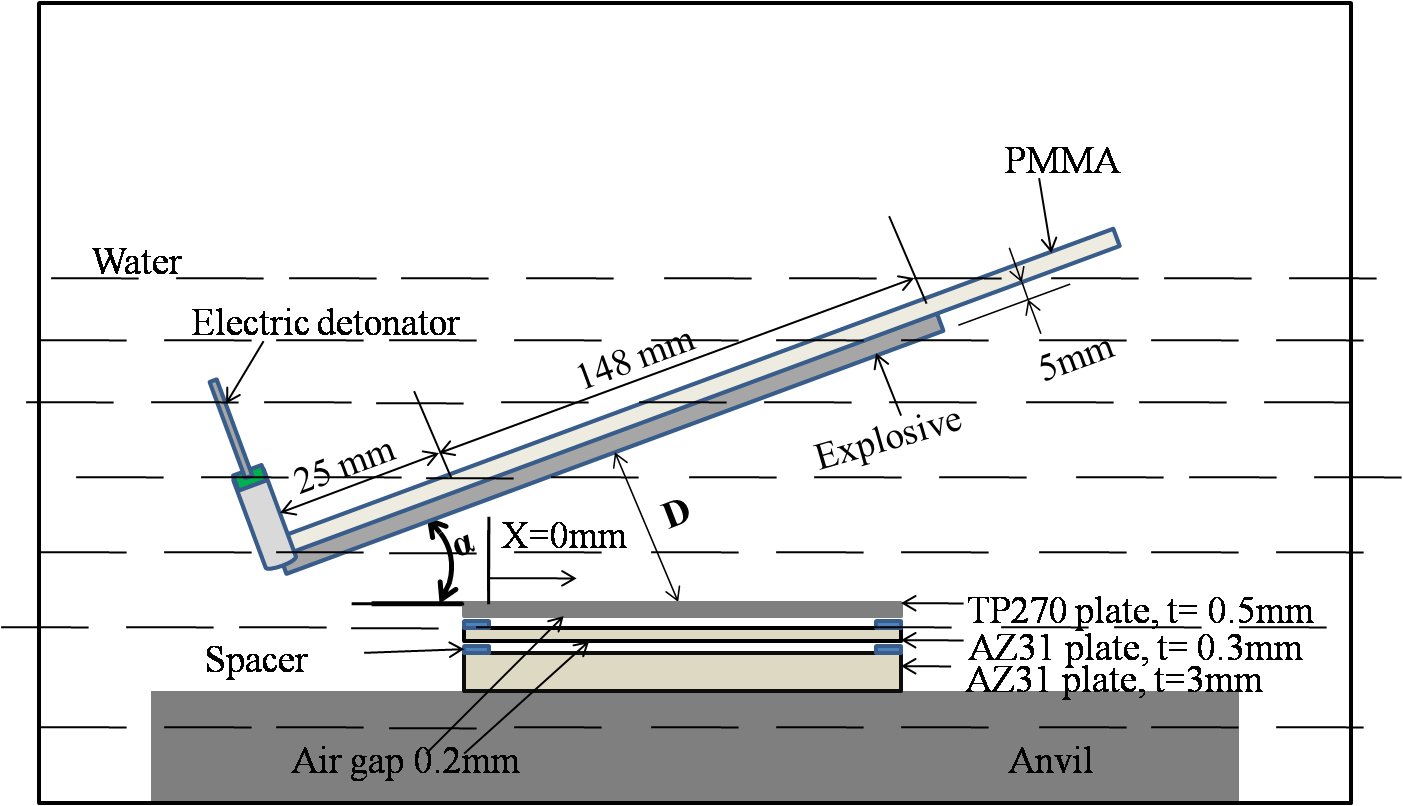 PMMA
Water
Electric detonator
148 mm
5mm
Explosive
25 mm
D
α
X=0mm
TP270 plate, t= 0.5mm
AZ31 plate, t= 0.3mm
Spacer
AZ31 plate, t=3mm
Air gap 0.2mm
Anvil